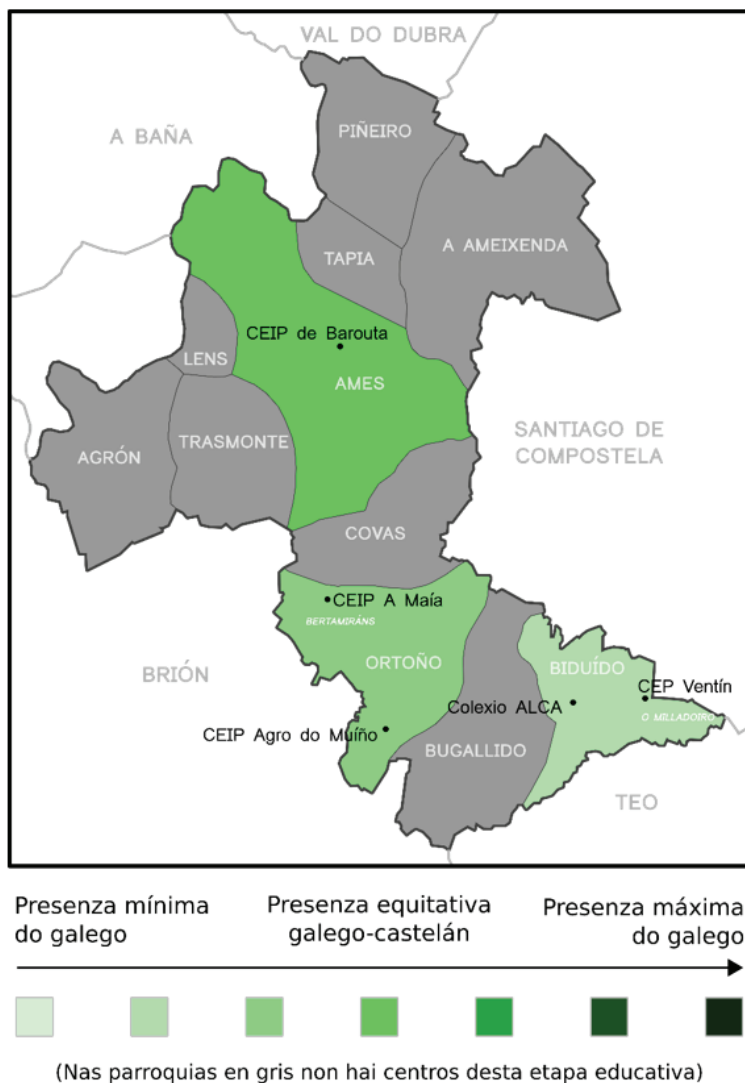 VAL DO DUBRA
PIÑEIRO
A BAÑA
A AMEIXENDA
TAPIA
CEIP de Barouta
LENS
AMES
SANTIAGO DE
COMPOSTELA
TRASMONTE
AGRÓN
COVAS
CEIP A Maía
BERTAMIRÁNS
ORTOÑO
BIDUÍDO
BRIÓN
CEP Ventín
Colexio ALCA
O MILLADOIRO
CEIP Agro do Muíño
BUGALLIDO
TEO
Presenza mínima
do galego
Presenza equitativa
galego-castelán
Presenza máxima
do galego
(Nas parroquias en gris non hai centros desta etapa educativa)